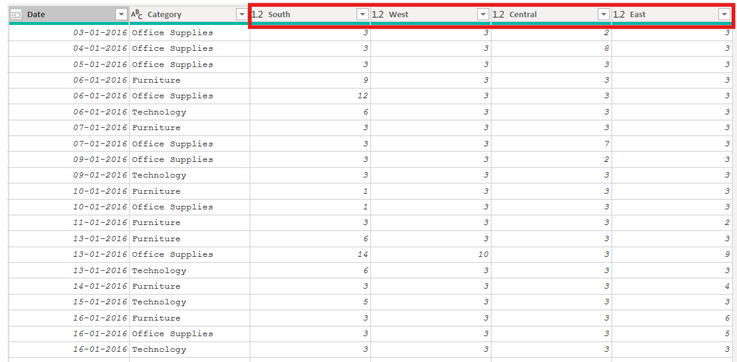 Date ABC Category 1.2 South 1.2 West 1.2 Central 1.2 East
03-01-2016 Office Supplies 3 3 2 3
04-01-2016 Office Supplies 3 3 8 3
05-01-2016 Office Supplies 3 3 3 3
06-01-2016 Furniture 9 3 3 3
06-01-2016 Office Supplies 12 3 3 3
06-01-2016 Technology 6 3 3 3
07-01-2016 Furniture 3 3 3 3
07-01-2016 Office Supplies 3 3 7 3
09-01-2016 Office Supplies 3 3 2 3
09-01-2016 Technology 3 3 3 3
10-01-2016 Furniture 1 3 3 3
10-01-2016 Office Supplies 1 3 3 3
11-01-2016 Furniture 3 3 3 2
13-01-2016 Furniture 6 3 3 3
13-01-2016 Office Supplies 14 10 3 9
13-01-2016 Technology 6 3 3 3
14-01-2016 Furniture 3 3 3 4
15-01-2016 Technology 5 3 3 3
16-01-2016 Furniture 3 3 3 6
16-01-2016 Office Supplies 3 3 3 5
16-01-2016 Technology 3 3 3 3